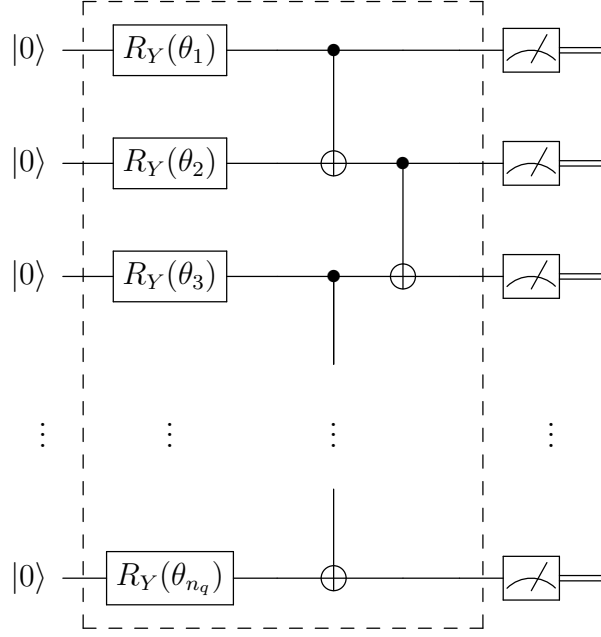 |0⟩ R_Y(θ_1)
|0⟩ R_Y(θ_2)
|0⟩ R_Y(θ_3)
⋮ ⋮ ⋮ ⋮
|0⟩ R_Y(θ_{n_q})